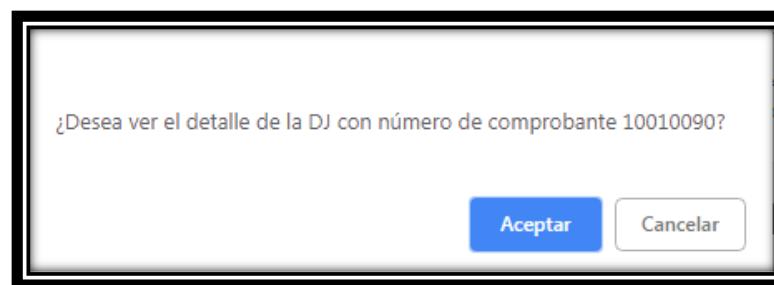 ¿Desea ver el detalle de la DJ con número de comprobante 10010090?
Aceptar Cancelar